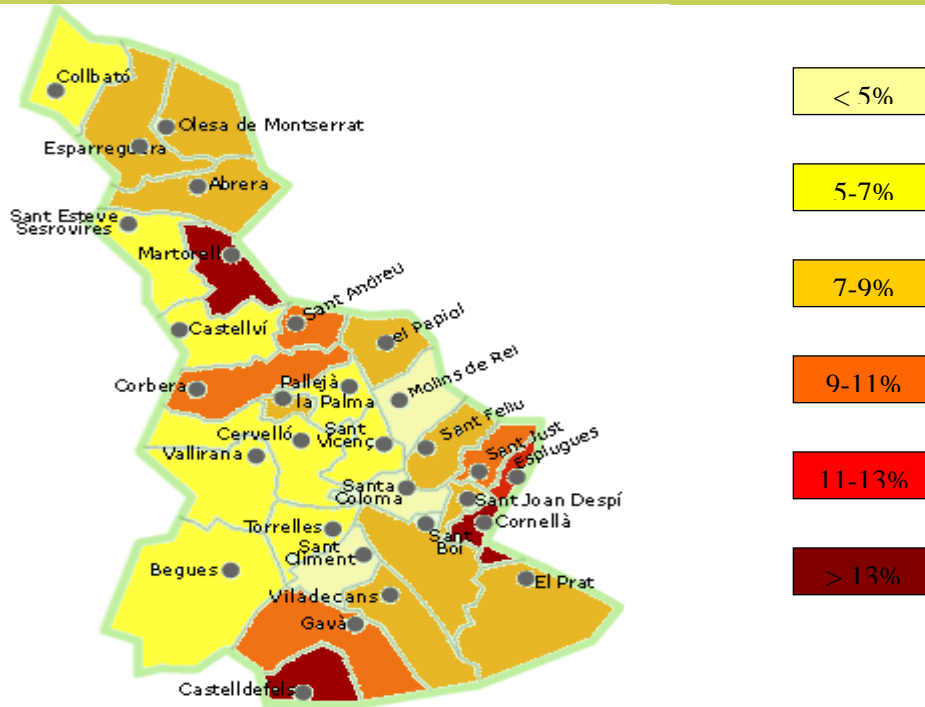 Collbató
Olesa de Montserrat
Esparreguera
Abrera
Sant Esteve
Sesrovires
Martorell
Sant Andreu
Castellví
el Papiol
Corbera
Pallejà
la Palma
Molins de Rei
Cervelló
Sant
Vicenç
Sant Feliu
Vallirana
Sant Just
Esplugues
Santa
Coloma
Sant Joan Despí
Cornellà
Torrelles
Sant
Boi
Sant
Climent
Begues
El Prat
Viladecans
Gavà
Castelldefels
< 5%
5-7%
7-9%
9-11%
11-13%
> 13%